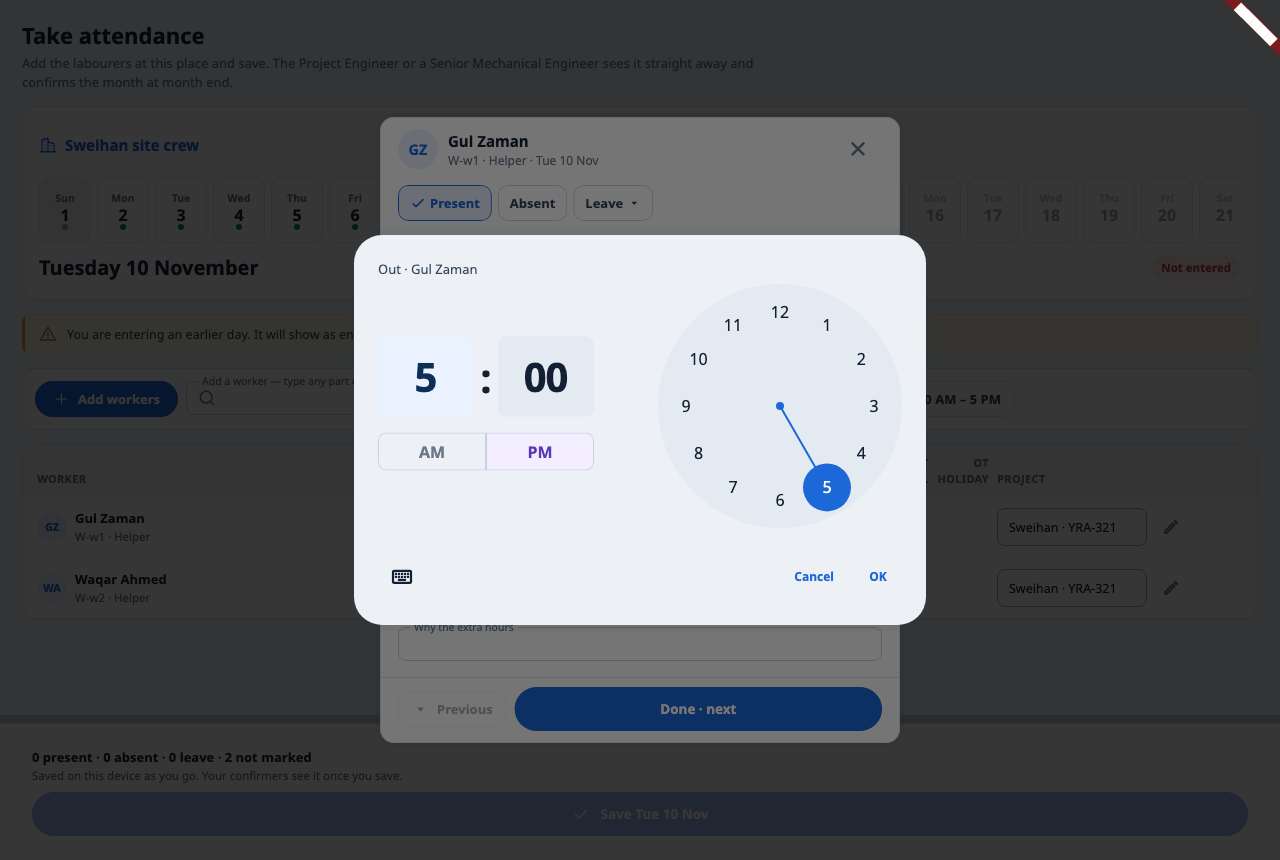 Take attendance
Add the labourers at this place and save. The Project Engineer or a Senior Mechanical Engineer sees it straight away and
confirms the month at month end.
Sweihan site crew
Sun Mon Tue Wed Thu Fri Mon Tue Wed Thu Fri Sat
1 2 3 4 5 6 16 17 18 19 20 21
Tuesday 10 November
Not entered
You are entering an earlier day. It will show as en
Add workers
Add a worker — type any part
0 AM – 5 PM
WORKER
OT
HOLIDAY
PROJECT
GZ
Gul Zaman
W-w1 · Helper
Sweihan · YRA-321
WA
Waqar Ahmed
W-w2 · Helper
Sweihan · YRA-321
GZ
Gul Zaman
W-w1 · Helper · Tue 10 Nov
Present
Absent
Leave
Out · Gul Zaman
5 : 00
AM
PM
12
1
2
3
4
5
6
7
8
9
10
11
Cancel
OK
Why the extra hours
Previous
Done · next
0 present · 0 absent · 0 leave · 2 not marked
Saved on this device as you go. Your confirmers see it once you save.
Save Tue 10 Nov